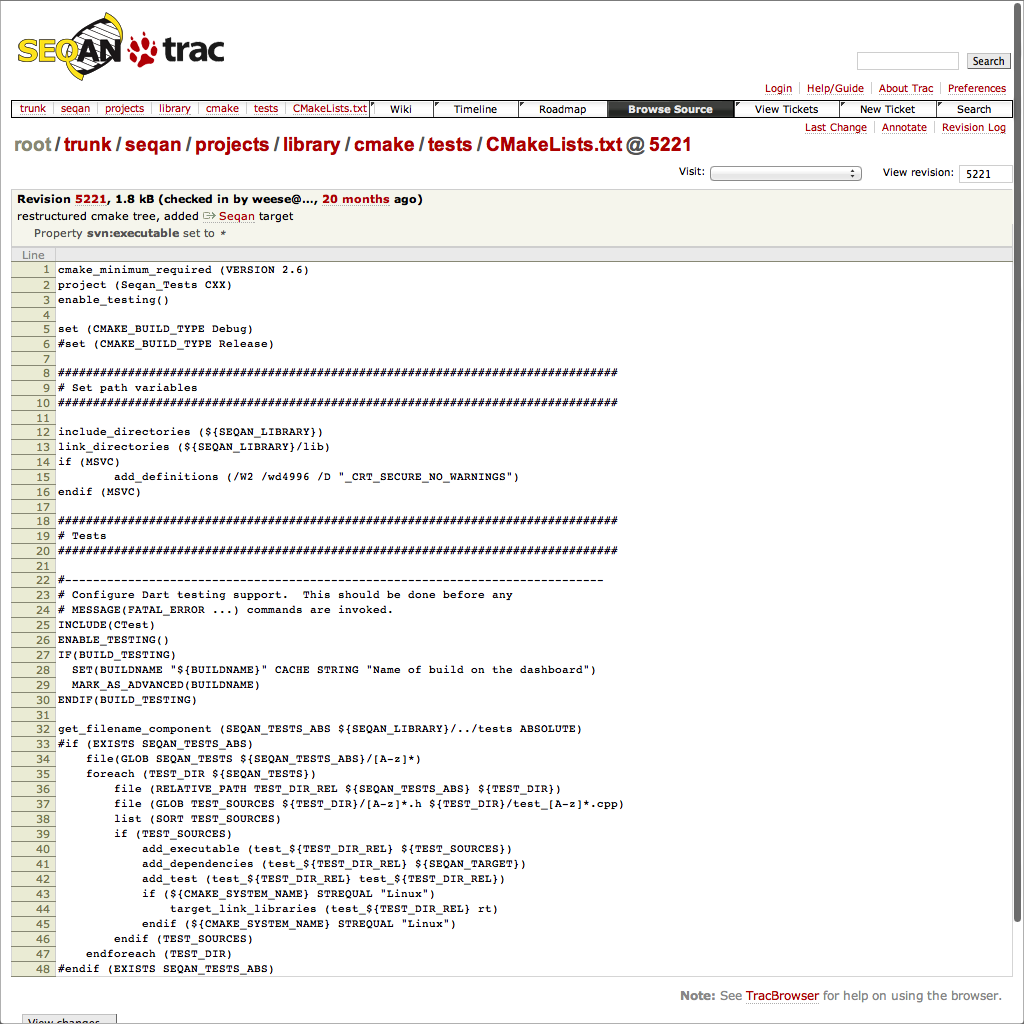 SEQAN trac
Search
Login Help/Guide About Trac Preferences
trunk seqan projects library cmake tests CMakeLists.txt Wiki Timeline Roadmap Browse Source View Tickets New Ticket Search
Last Change Annotate Revision Log
root/trunk/seqan/projects/library/cmake/tests/CMakeLists.txt @ 5221
Visit: View revision: 5221
Revision 5221, 1.8 kB (checked in by weese@…, 20 months ago)
restructured cmake tree, added Seqan target
Property svn:executable set to *
Line
1 cmake_minimum_required (VERSION 2.6)
2 project (Seqan_Tests CXX)
3 enable_testing()
4
5 set (CMAKE_BUILD_TYPE Debug)
6 #set (CMAKE_BUILD_TYPE Release)
7
8 ################################################################################
9 # Set path variables
10 ################################################################################
11
12 include_directories (${SEQAN_LIBRARY})
13 link_directories (${SEQAN_LIBRARY}/lib)
14 if (MSVC)
15         add_definitions (/W2 /wd4996 /D "_CRT_SECURE_NO_WARNINGS")
16 endif (MSVC)
17
18 ################################################################################
19 # Tests
20 ################################################################################
21
22 #-----------------------------------------------------------------------------
23 # Configure Dart testing support.  This should be done before any
24 # MESSAGE(FATAL_ERROR ...) commands are invoked.
25 INCLUDE(CTest)
26 ENABLE_TESTING()
27 IF(BUILD_TESTING)
28   SET(BUILDNAME "${BUILDNAME}" CACHE STRING "Name of build on the dashboard")
29   MARK_AS_ADVANCED(BUILDNAME)
30 ENDIF(BUILD_TESTING)
31
32 get_filename_component (SEQAN_TESTS_ABS ${SEQAN_LIBRARY}/../tests ABSOLUTE)
33 #if (EXISTS SEQAN_TESTS_ABS)
34     file(GLOB SEQAN_TESTS ${SEQAN_TESTS_ABS}/[A-z]*)
35     foreach (TEST_DIR ${SEQAN_TESTS})
36         file (RELATIVE_PATH TEST_DIR_REL ${SEQAN_TESTS_ABS} ${TEST_DIR})
37         file (GLOB TEST_SOURCES ${TEST_DIR}/[A-z]*.h ${TEST_DIR}/test_[A-z]*.cpp)
38         list (SORT TEST_SOURCES)
39         if (TEST_SOURCES)
40             add_executable (test_${TEST_DIR_REL} ${TEST_SOURCES})
41             add_dependencies (test_${TEST_DIR_REL} ${SEQAN_TARGET})
42             add_test (test_${TEST_DIR_REL} test_${TEST_DIR_REL})
43             if (${CMAKE_SYSTEM_NAME} STREQUAL "Linux")
44                 target_link_libraries (test_${TEST_DIR_REL} rt)
45             endif (${CMAKE_SYSTEM_NAME} STREQUAL "Linux")
46         endif (TEST_SOURCES)
47     endforeach (TEST_DIR)
48 #endif (EXISTS SEQAN_TESTS_ABS)
Note: See TracBrowser for help on using the browser.
View changes...